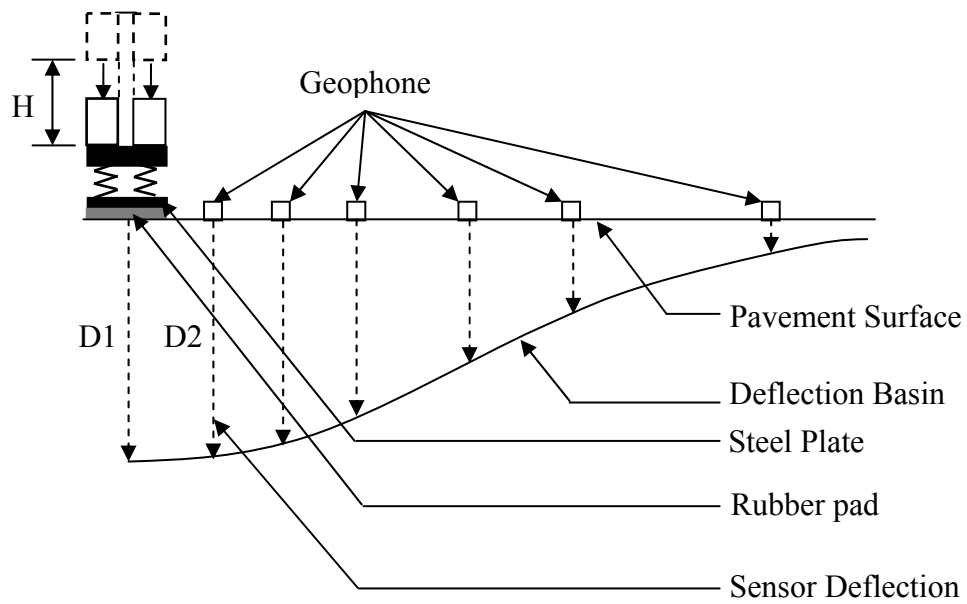 Geophone
H
D1
D2
Pavement Surface
Deflection Basin
Steel Plate
Rubber pad
Sensor Deflection